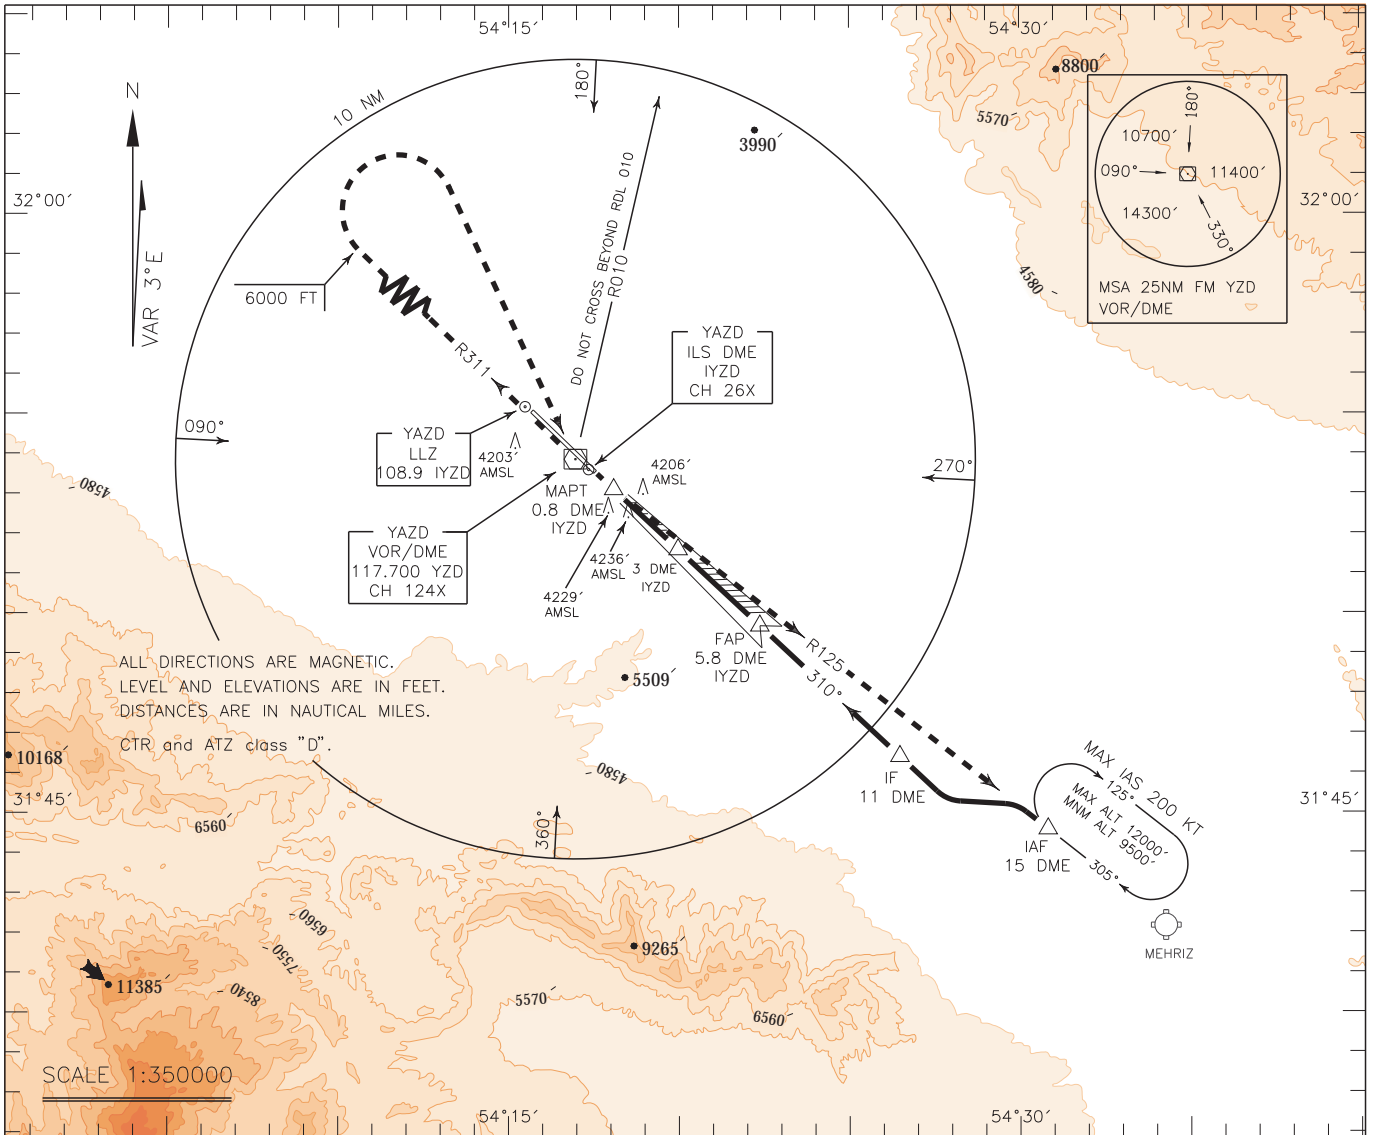 54°15′
54°30′
8800′
N
VAR 3°E
10 NM
180°
3990′
5570
4580
10700′
180°
090°
11400′
14300′
330°
MSA 25NM FM YZD
VOR/DME
32°00′
32°00′
6000 FT
R311
DO NOT CROSS BEYOND RDL 010
R010
YAZD
ILS DME
IYZD
CH 26X
090°
270°
YAZD
LLZ
108.9 IYZD
4203′
AMSL
4206′
AMSL
MAPT
0.8 DME
IYZD
4580
YAZD
VOR/DME
117.700 YZD
CH 124X
4236′
AMSL
3 DME
IYZD
4229′
AMSL
FAP
5.8 DME
IYZD
R125
310°
5509′
ALL DIRECTIONS ARE MAGNETIC.
LEVEL AND ELEVATIONS ARE IN FEET.
DISTANCES ARE IN NAUTICAL MILES.
CTR and ATZ class "D".
10168′
4580
IF
11 DME
MAX IAS 200 KT
125°
MAX ALT 12000′
MNM ALT 9500′
305°
IAF
15 DME
31°45′
31°45′
6560
360°
MEHRIZ
9265′
6560
7550
8540
11385′
5570
6560
SCALE 1:350000
54°15′
54°30′